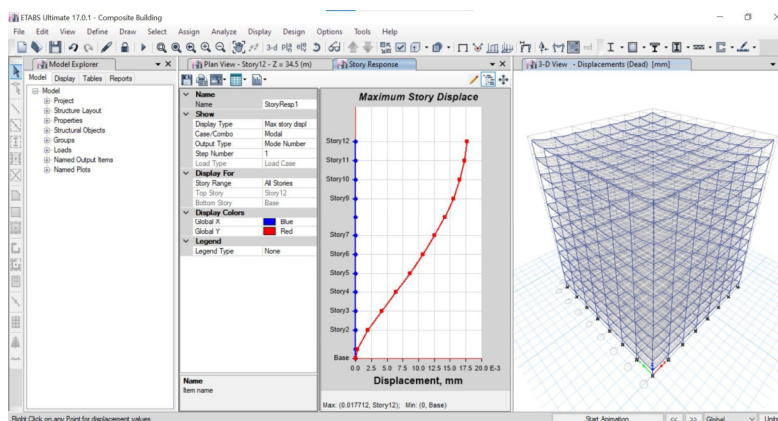 ETABS Ultimate 17.0.1 - Composite Building
File Edit View Define Draw Select Assign Analyze Display Design Options Tools Help
3-d
nd
Model Explorer
Model Display Tables Reports
Model
Project
Structure Layout
Properties
Structural Objects
Groups
Loads
Named Output Items
Named Plots
Plan View - Story12 - Z = 34.5 (m)
Story Response
Name
Name StoryResp1
Show
Display Type Max story displ
Case/Combo Modal
Output Type Mode Number
Step Number 1
Load Type Load Case
Display For
Story Range All Stories
Top Story Story12
Bottom Story Base
Display Colors
Global X Blue
Global Y Red
Legend
Legend Type None
Name
Item name
Maximum Story Displace
Story12
Story11
Story10
Story9
Story7
Story6
Story5
Story4
Story3
Story2
Base
0.0 2.5 5.0 7.5 10.0 12.5 15.0 17.5 20.0 E-3
Displacement, mm
Max: (0.017712, Story12); Min: (0, Base)
3-D View - Displacements (Dead) [mm]
Right Click on any Point for displacement values
Start Animation << >> Global Units